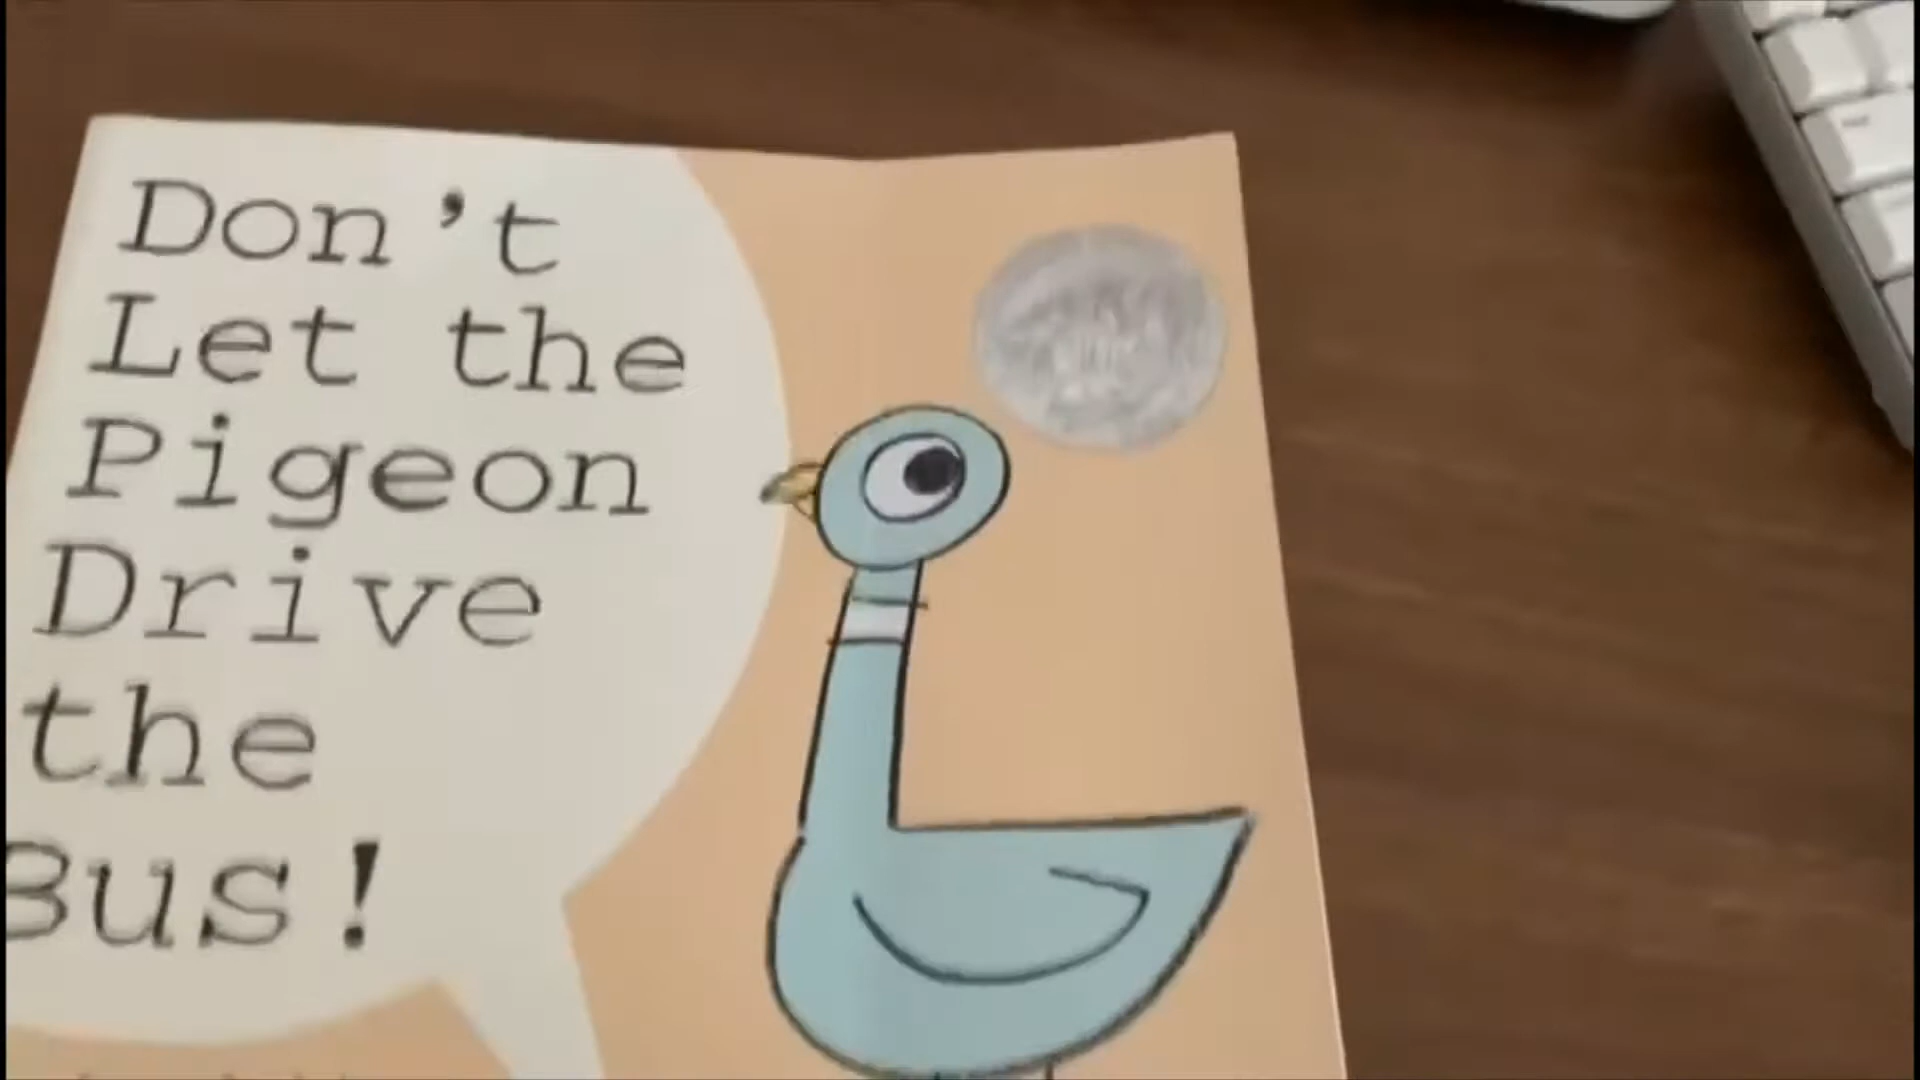 Don't
Let the
Pigeon
Drive
the
Bus!